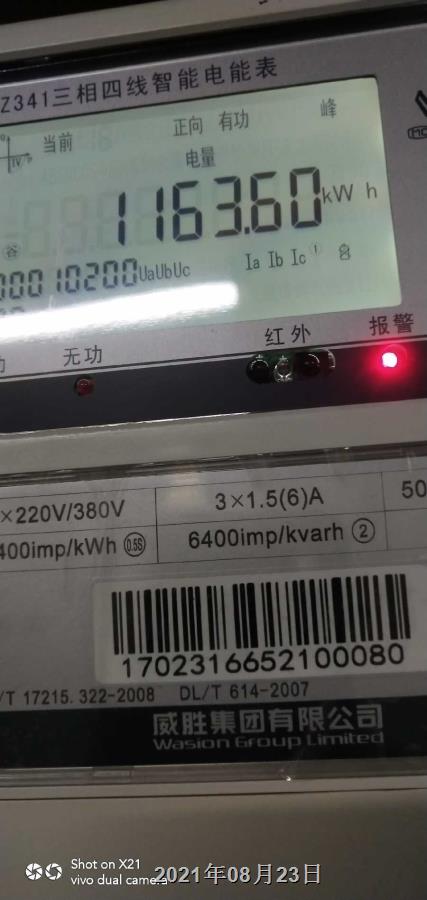 Z341三相四线智能电能表
当前 正向 有功 峰
电量
1163.60kW h
谷
00010200UaUbUc Ia Ib Ic
无功 红外 报警
×220V/380V 3×1.5(6)A 50
400imp/kWh 0.5S 6400imp/kvarh ②
1702316652100080
/T 17215.322-2008 DL/T 614-2007
威胜集团有限公司
Wasion Group Limited
Shot on X21
vivo dual camera
2021年08月23日